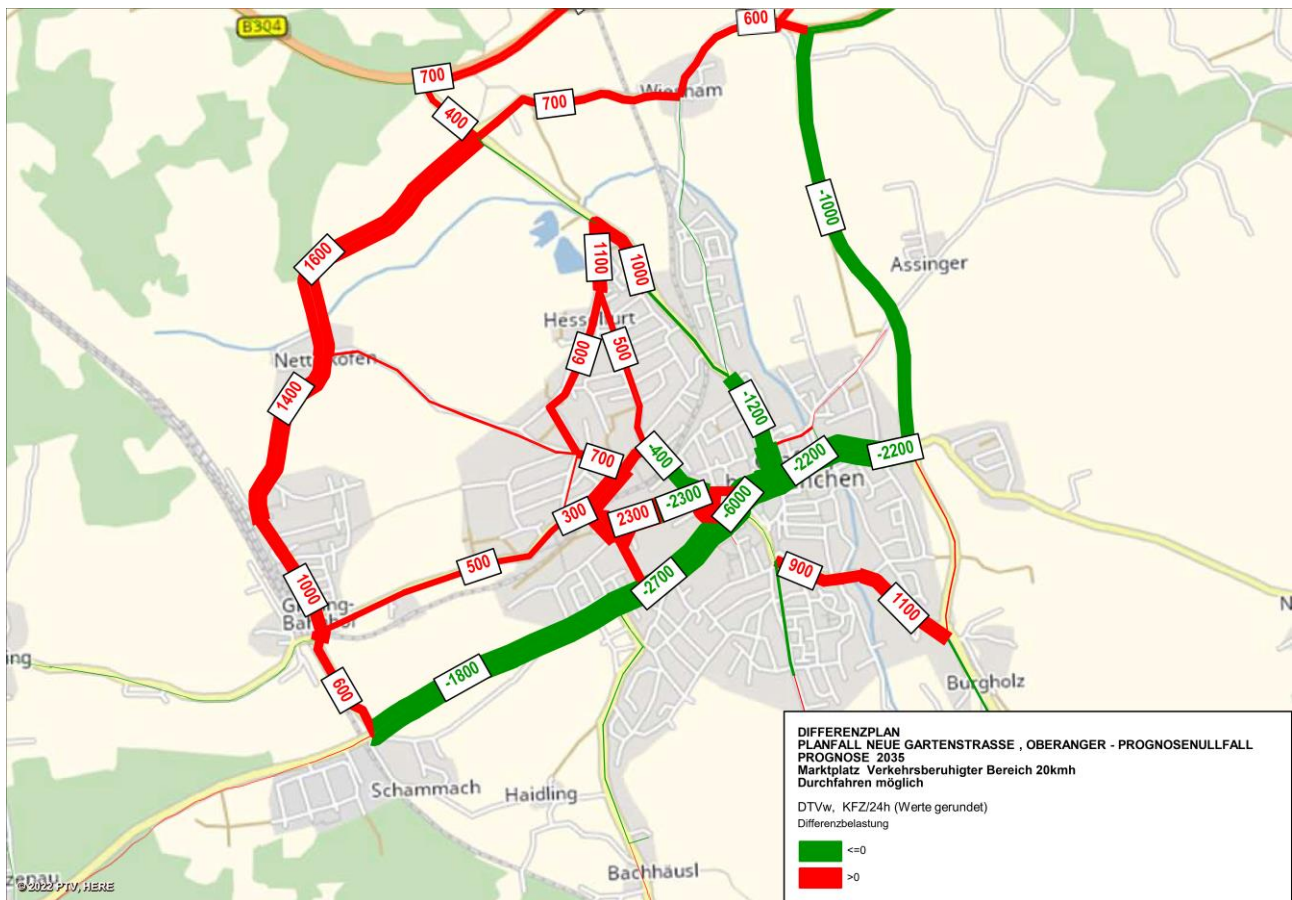 B304
600
700
Wiesham
700
400
-1000
Assinger
1600
1100
1000
Hesselfurt
600
500
Nettelkofen
1400
-1200
-400
700
-2200
-2200
300
2300
-2300
-6000
500
-2700
900
1000
1100
Grafing-
Bahnhof
600
-1800
Burgholz
Schammach
Haidling
Bachhäusl
DIFFERENZPLAN
PLANFALL NEUE GARTENSTRASSE , OBERANGER - PROGNOSENULLFALL
PROGNOSE 2035
Marktplatz Verkehrsberuhigter Bereich 20kmh
Durchfahren möglich
DTVw, KFZ/24h (Werte gerundet)
Differenzbelastung
<=0
>0
© 2022 PTV, HERE